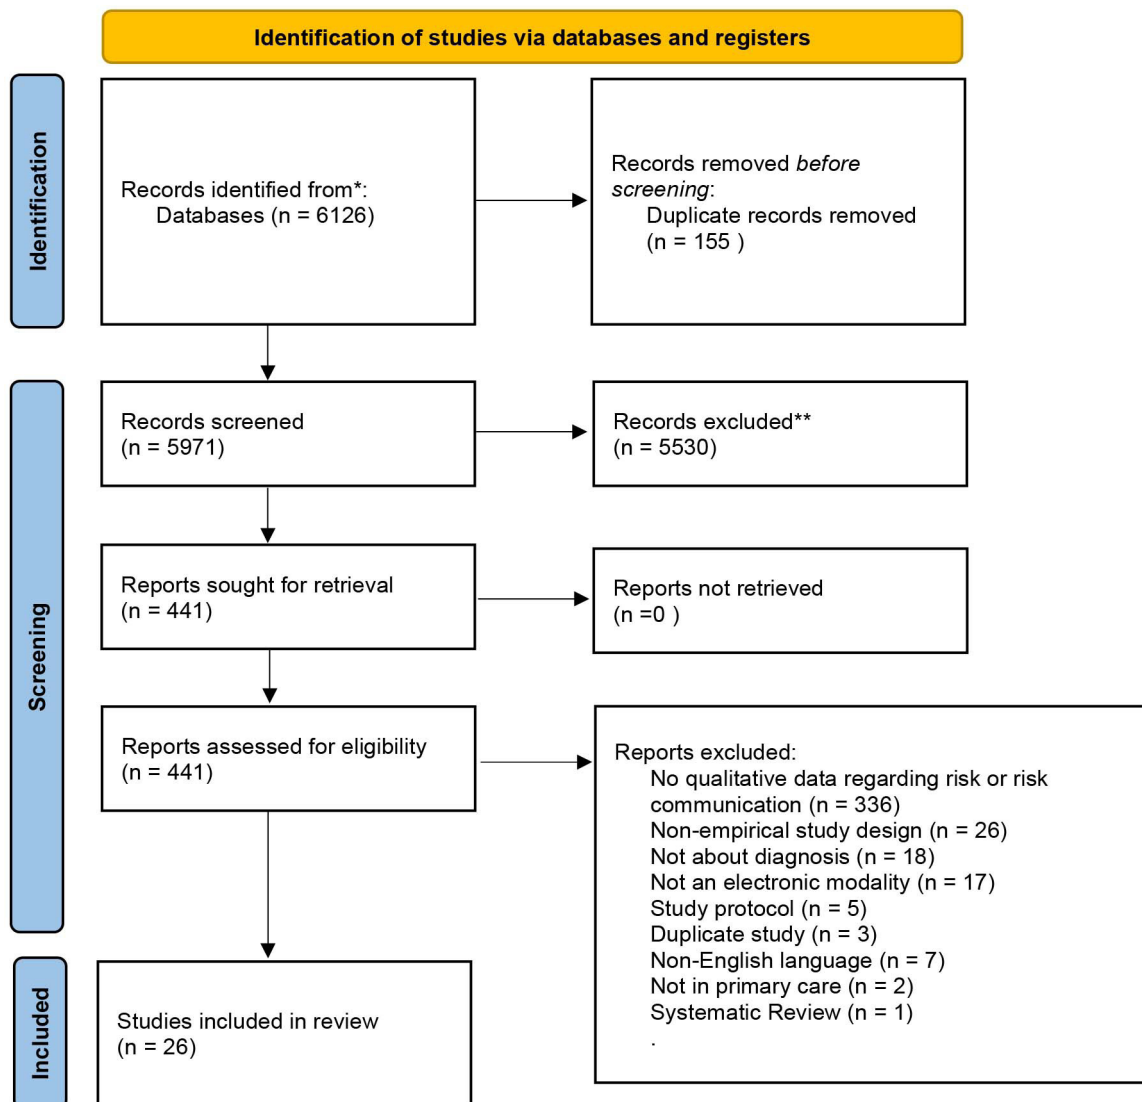 Identification of studies via databases and registers
Identification
Records identified from*:
Databases (n = 6126)
Records removed before
screening:
Duplicate records removed
(n = 155 )
Screening
Records screened
(n = 5971)
Records excluded**
(n = 5530)
Reports sought for retrieval
(n = 441)
Reports not retrieved
(n =0 )
Reports assessed for eligibility
(n = 441)
Reports excluded:
No qualitative data regarding risk or risk
communication (n = 336)
Non-empirical study design (n = 26)
Not about diagnosis (n = 18)
Not an electronic modality (n = 17)
Study protocol (n = 5)
Duplicate study (n = 3)
Non-English language (n = 7)
Not in primary care (n = 2)
Systematic Review (n = 1)
.
Included
Studies included in review
(n = 26)